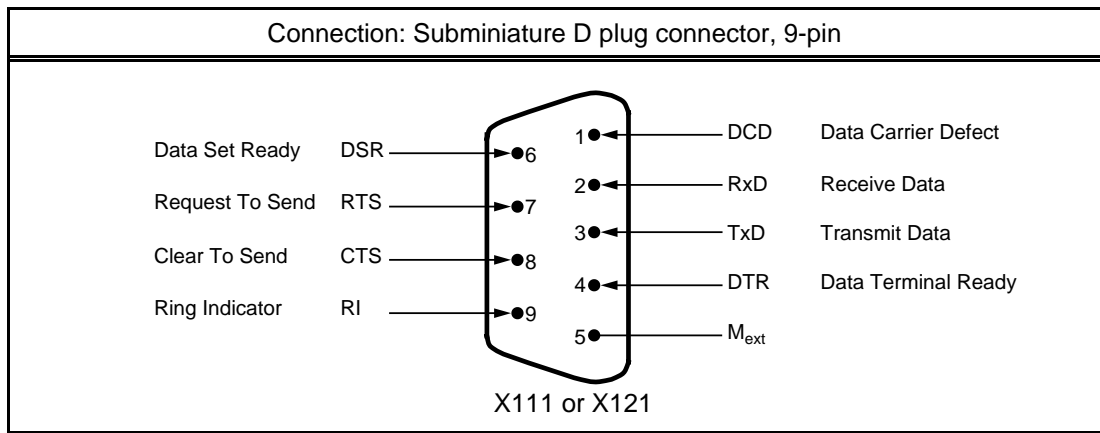 Connection: Subminiature D plug connector, 9-pin
1 DCD Data Carrier Defect
Data Set Ready DSR 6
2 RxD Receive Data
Request To Send RTS 7
3 TxD Transmit Data
Clear To Send CTS 8
4 DTR Data Terminal Ready
Ring Indicator RI 9
5 Mext
X111 or X121